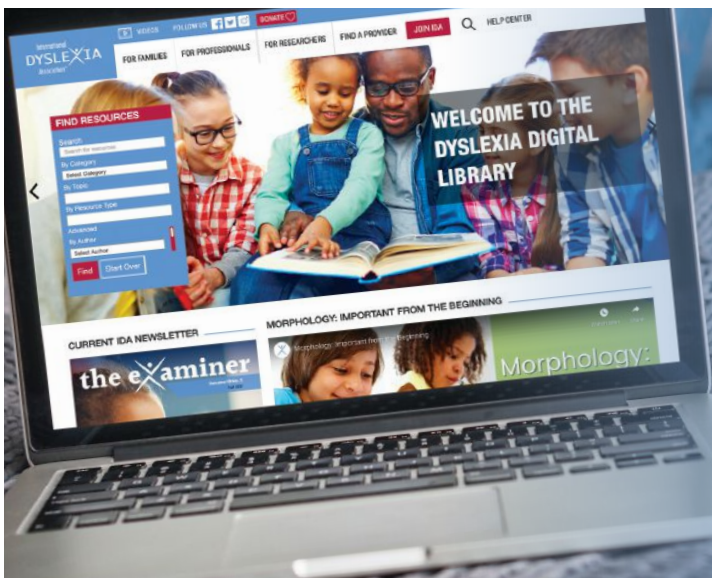 VIDEOS FOLLOW US DONATE
International
DYSLEXIA
Association
FOR FAMILIES FOR PROFESSIONALS FOR RESEARCHERS FIND A PROVIDER JOIN IDA HELP CENTER
FIND RESOURCES
Search
Search for resources
By Category
Select Category
By Topic
By Resource Type
Advanced
By Author
Select Author
Find Start Over
WELCOME TO THE
DYSLEXIA DIGITAL
LIBRARY
CURRENT IDA NEWSLETTER
the examiner
MORPHOLOGY: IMPORTANT FROM THE BEGINNING
Morphology: Important from the Beginning
Morphology: